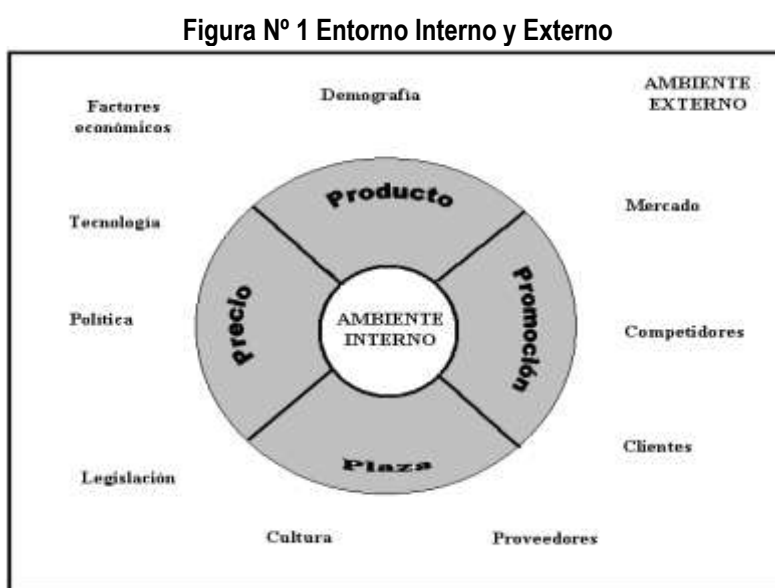 Figura Nº 1 Entorno Interno y Externo
Demografía
AMBIENTE
EXTERNO
Factores
económicos
Producto
Mercado
Tecnología
Precio
Promoción
Política
AMBIENTE
INTERNO
Competidores
Clientes
Plaza
Legislación
Cultura
Proveedores